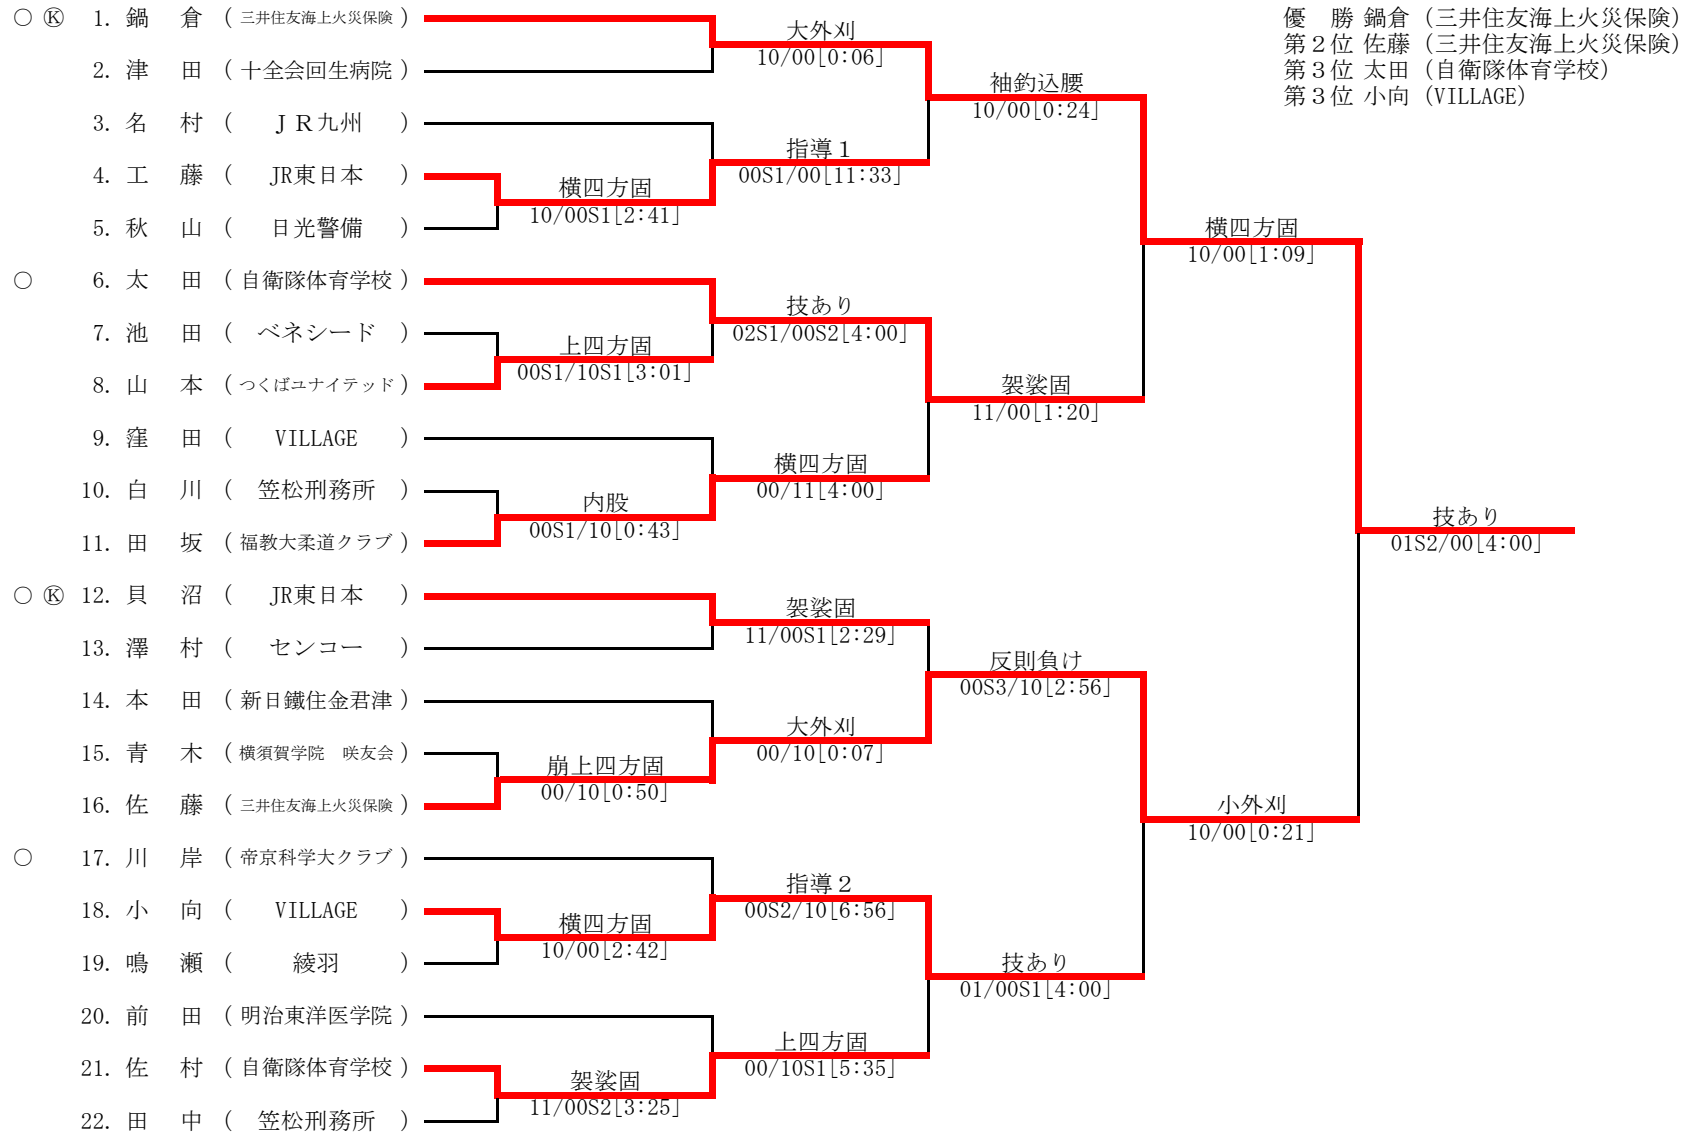 ○ Ⓚ 1. 鍋 倉 ( 三井住友海上火災保険 )
2. 津 田 ( 十全会回生病院 )
3. 名 村 ( ＪＲ九州 )
4. 工 藤 ( JR東日本 )
5. 秋 山 ( 日光警備 )
○ 6. 太 田 ( 自衛隊体育学校 )
7. 池 田 ( ベネシード )
8. 山 本 ( つくばユナイテッド )
9. 窪 田 ( VILLAGE )
10. 白 川 ( 笠松刑務所 )
11. 田 坂 ( 福教大柔道クラブ )
○ Ⓚ 12. 貝 沼 ( JR東日本 )
13. 澤 村 ( センコー )
14. 本 田 ( 新日鐵住金君津 )
15. 青 木 ( 横須賀学院 咲友会 )
16. 佐 藤 ( 三井住友海上火災保険 )
○ 17. 川 岸 ( 帝京科学大クラブ )
18. 小 向 ( VILLAGE )
19. 鳴 瀬 ( 綾羽 )
20. 前 田 ( 明治東洋医学院 )
21. 佐 村 ( 自衛隊体育学校 )
22. 田 中 ( 笠松刑務所 )
横四方固
10/00S1[2:41]
上四方固
00S1/10S1[3:01]
内股
00S1/10[0:43]
崩上四方固
00/10[0:50]
横四方固
10/00[2:42]
袈裟固
11/00S2[3:25]
大外刈
10/00[0:06]
指導１
00S1/00[11:33]
技あり
02S1/00S2[4:00]
横四方固
00/11[4:00]
袈裟固
11/00S1[2:29]
大外刈
00/10[0:07]
指導２
00S2/10[6:56]
上四方固
00/10S1[5:35]
袖釣込腰
10/00[0:24]
袈裟固
11/00[1:20]
反則負け
00S3/10[2:56]
技あり
01/00S1[4:00]
横四方固
10/00[1:09]
小外刈
10/00[0:21]
技あり
01S2/00[4:00]
優 勝 鍋倉 (三井住友海上火災保険)
第２位 佐藤 (三井住友海上火災保険)
第３位 太田 (自衛隊体育学校)
第３位 小向 (VILLAGE)